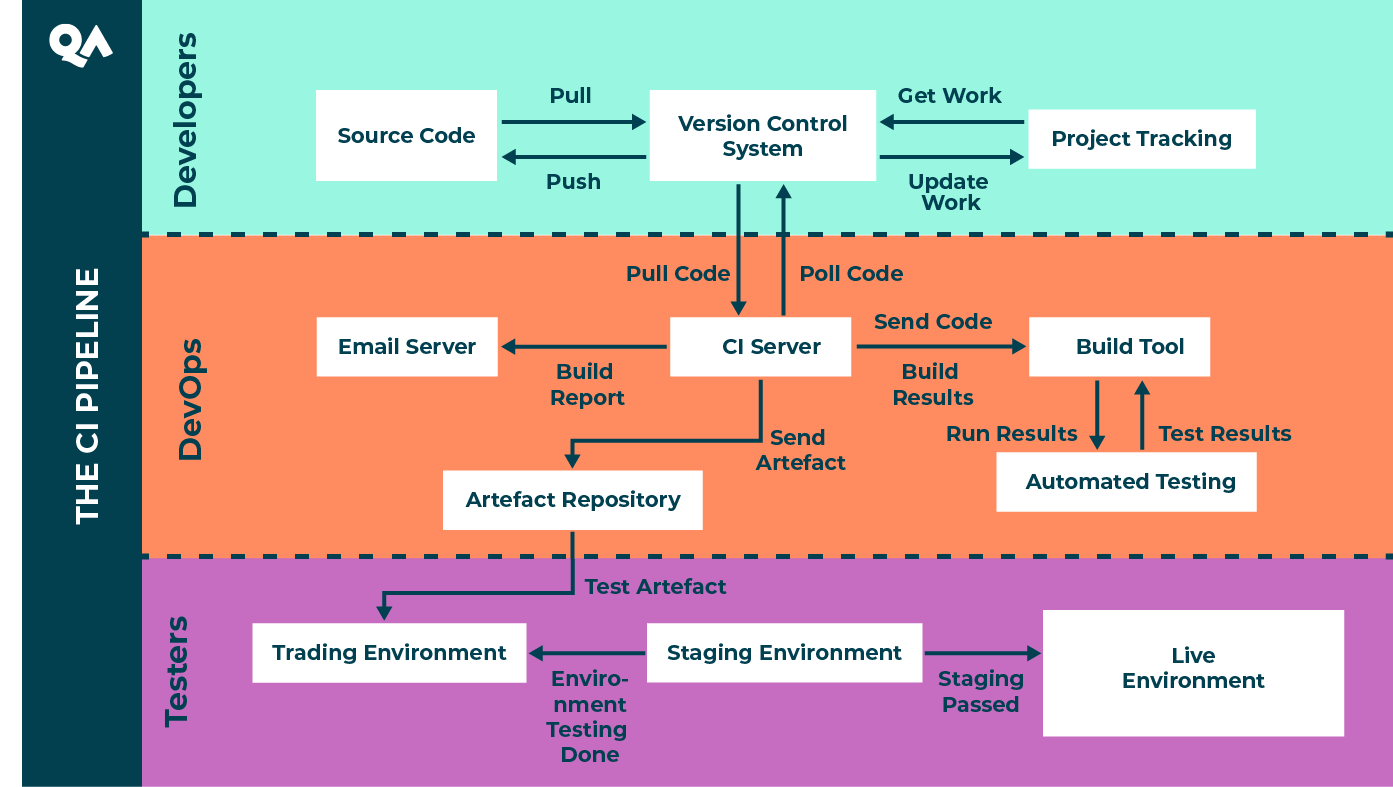 QA
THE CI PIPELINE
Developers
Source Code
Pull
Push
Version Control
System
Get Work
Update
Work
Project Tracking
DevOps
Pull Code
Poll Code
Email Server
Build
Report
CI Server
Send Code
Build
Results
Build Tool
Run Results
Test Results
Send
Artefact
Artefact Repository
Automated Testing
Testers
Test Artefact
Trading Environment
Enviro-
nment
Testing
Done
Staging Environment
Staging
Passed
Live
Environment